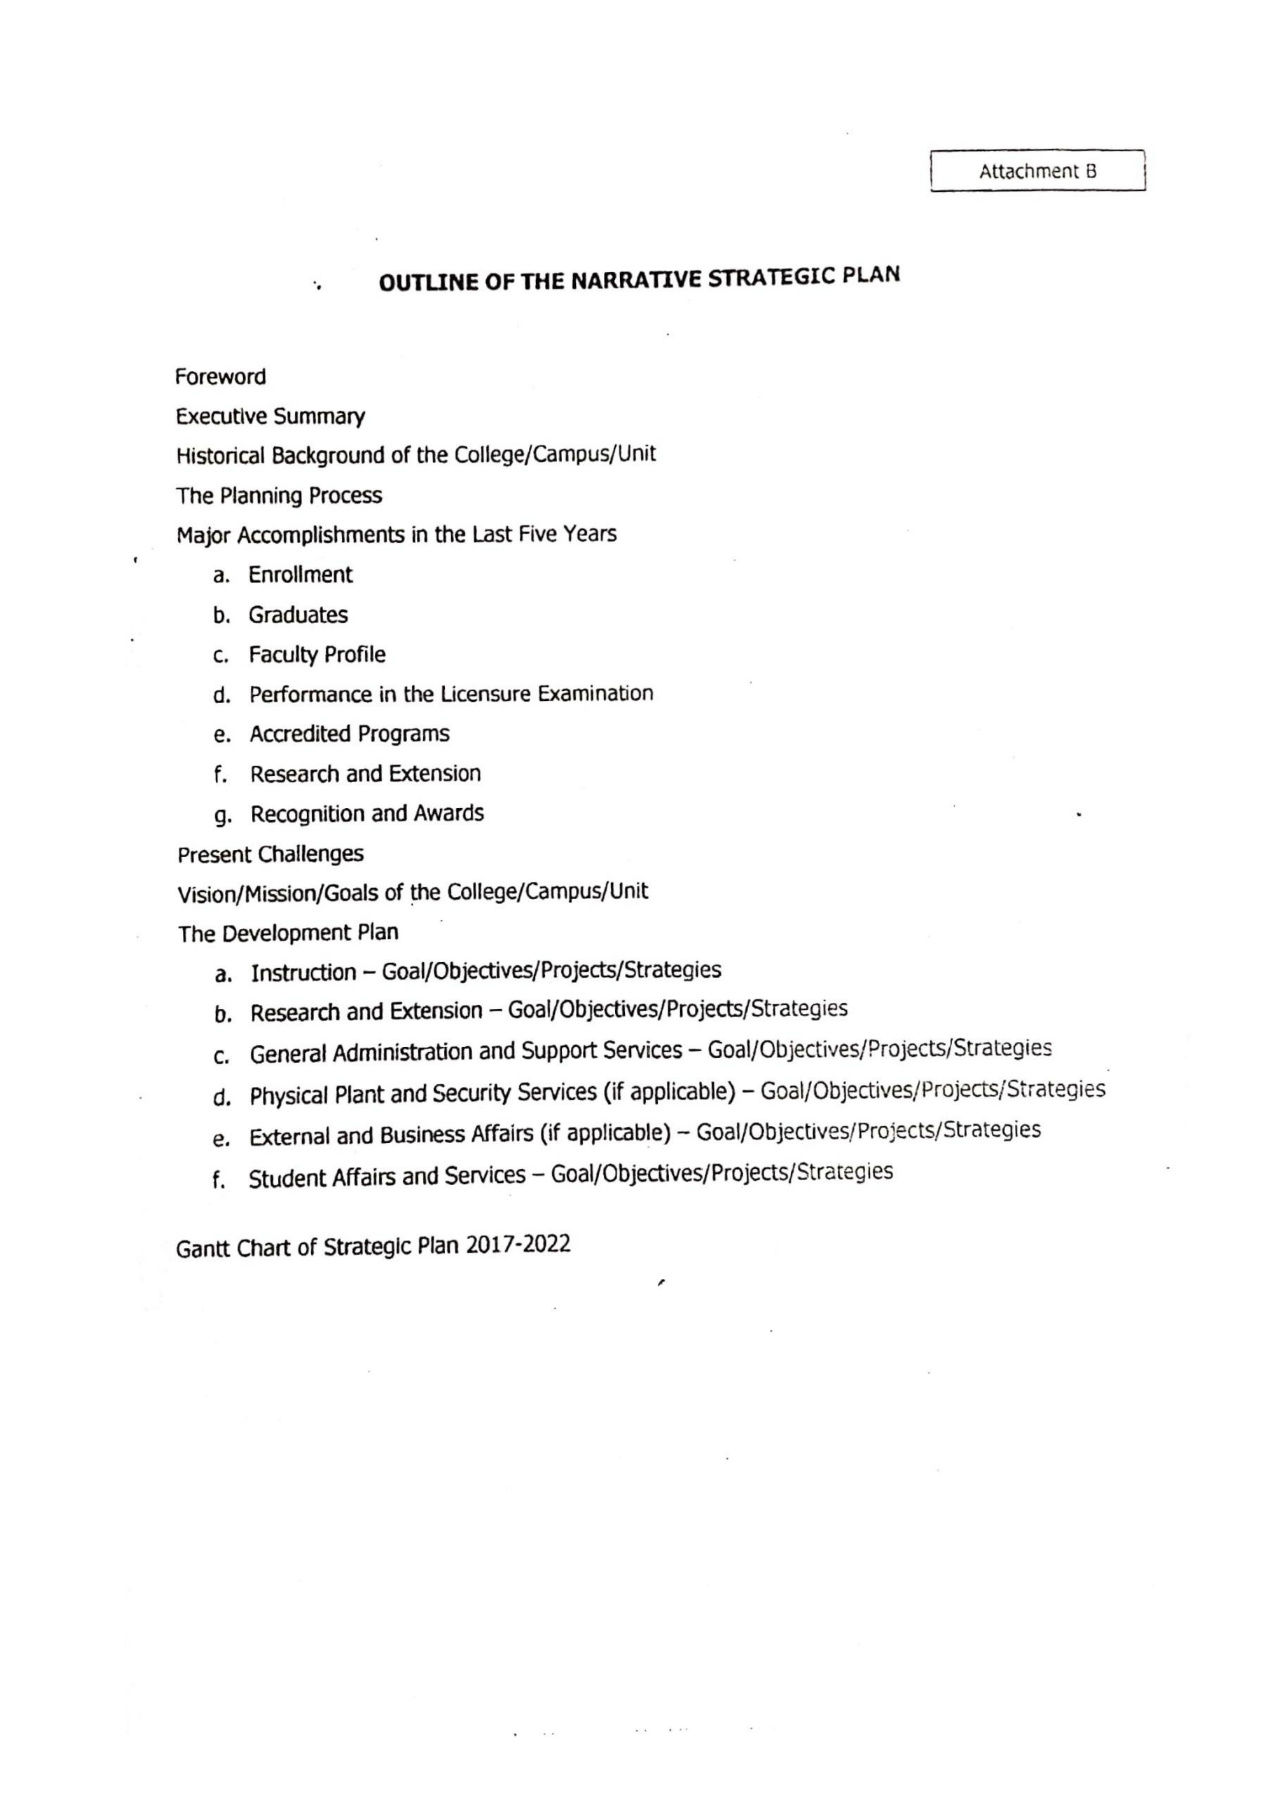 Attachment B
OUTLINE OF THE NARRATIVE STRATEGIC PLAN
Foreword
Executive Summary
Historical Background of the College/Campus/Unit
The Planning Process
Major Accomplishments in the Last Five Years
a. Enrollment
b. Graduates
c. Faculty Profile
d. Performance in the Licensure Examination
e. Accredited Programs
f. Research and Extension
g. Recognition and Awards
Present Challenges
Vision/Mission/Goals of the College/Campus/Unit
The Development Plan
a. Instruction – Goal/Objectives/Projects/Strategies
b. Research and Extension – Goal/Objectives/Projects/Strategies
c. General Administration and Support Services – Goal/Objectives/Projects/Strategies
d. Physical Plant and Security Services (if applicable) – Goal/Objectives/Projects/Strategies
e. External and Business Affairs (if applicable) – Goal/Objectives/Projects/Strategies
f. Student Affairs and Services – Goal/Objectives/Projects/Strategies
Gantt Chart of Strategic Plan 2017-2022